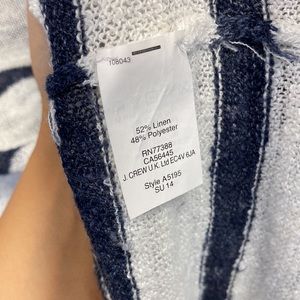 108043
52% Linen
48% Polyester
RN77388
CA56445
J. CREW U.K. Ltd EC4V 6JA
Style A5195
SU 14